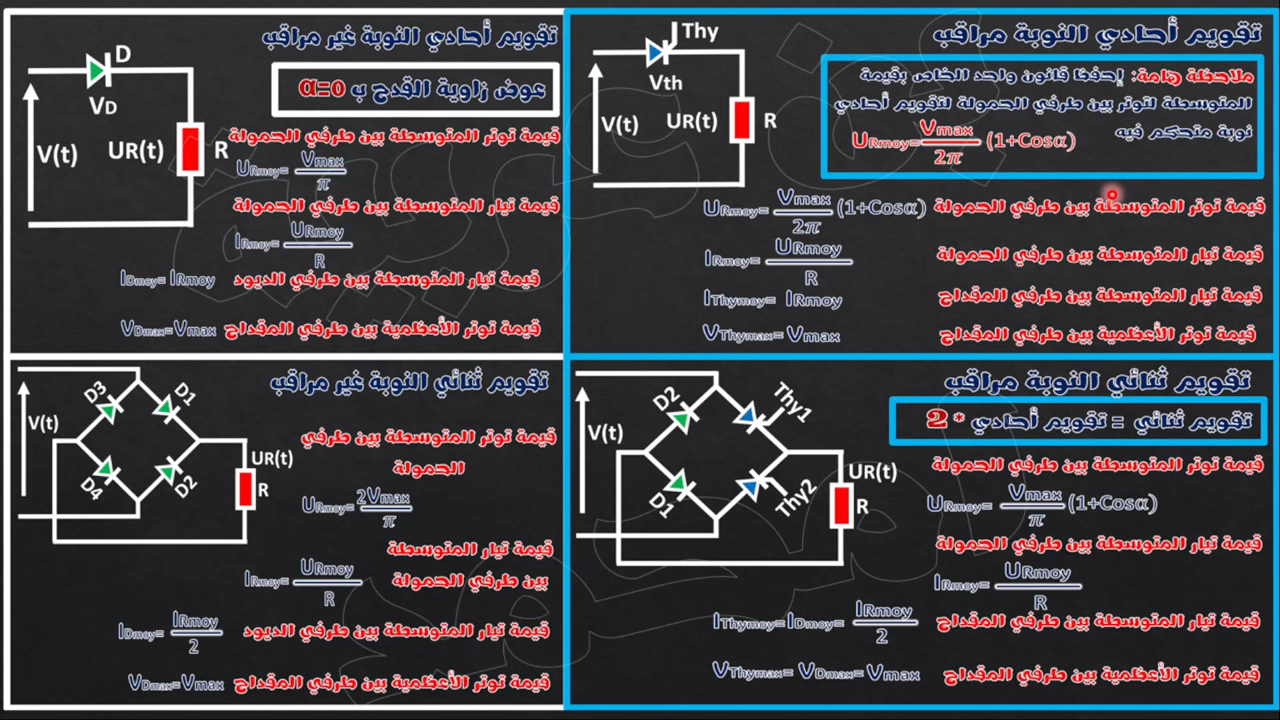 تقويم أحادي النوبة مراقب
Thy
Vth
V(t)
UR(t)
R
ملاحظة هامة: إحفظ قانون واحد الخاص بقيمة
المتوسطة لتوتر بين طرفي الحمولة لتقويم أحادي
نوبة متحكم فيه
URmoy= Vmax/2π (1+Cosα)
قيمة توتر المتوسطة بين طرفي الحمولة
URmoy= Vmax/2π (1+Cosα)
قيمة تيار المتوسطة بين طرفي الحمولة
IRmoy= URmoy/R
قيمة تيار المتوسطة بين طرفي المقداح
IThymoy= IRmoy
قيمة توتر الأعظمية بين طرفي المقداح
VThymax= Vmax
تقويم أحادي النوبة غير مراقب
D
VD
V(t)
UR(t)
R
عوض زاوية القدح ب α=0
قيمة توتر المتوسطة بين طرفي الحمولة
URmoy= Vmax/π
قيمة تيار المتوسطة بين طرفي الحمولة
IRmoy= URmoy/R
قيمة تيار المتوسطة بين طرفي الديود
IDmoy= IRmoy
قيمة توتر الأعظمية بين طرفي المقداح
VDmax=Vmax
تقويم ثنائي النوبة مراقب
V(t)
D2
Thy1
D1
Thy2
UR(t)
R
تقويم ثنائي = تقويم أحادي * 2
قيمة توتر المتوسطة بين طرفي الحمولة
URmoy= Vmax/π (1+Cosα)
قيمة تيار المتوسطة بين طرفي الحمولة
IRmoy= URmoy/R
قيمة تيار المتوسطة بين طرفي المقداح
IThymoy=IDmoy= IRmoy/2
قيمة توتر الأعظمية بين طرفي المقداح
VThymax= VDmax= Vmax
تقويم ثنائي النوبة غير مراقب
V(t)
D3
D1
D4
D2
UR(t)
R
قيمة توتر المتوسطة بين طرفي
الحمولة
URmoy= 2Vmax/π
قيمة تيار المتوسطة
بين طرفي الحمولة
IRmoy= URmoy/R
قيمة تيار المتوسطة بين طرفي الديود
IDmoy= IRmoy/2
قيمة توتر الأعظمية بين طرفي المقداح
VDmax=Vmax